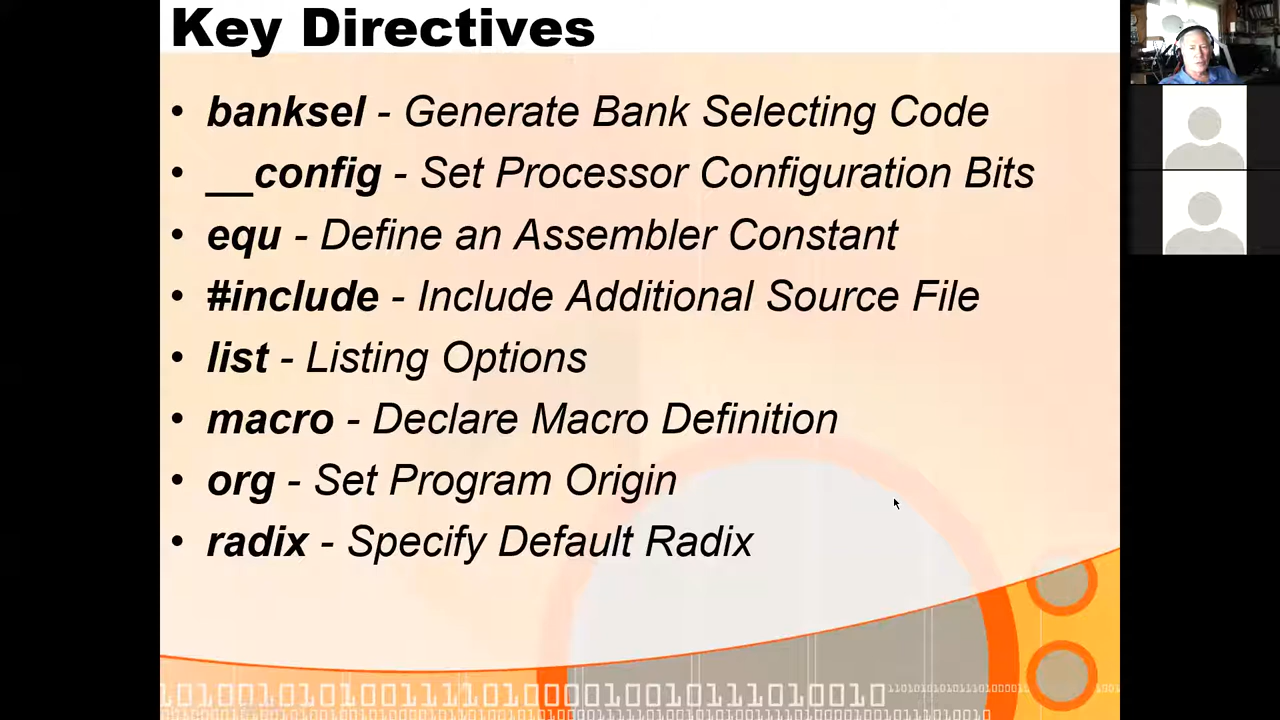 Key Directives
• banksel - Generate Bank Selecting Code
• __config - Set Processor Configuration Bits
• equ - Define an Assembler Constant
• #include - Include Additional Source File
• list - Listing Options
• macro - Declare Macro Definition
• org - Set Program Origin
• radix - Specify Default Radix